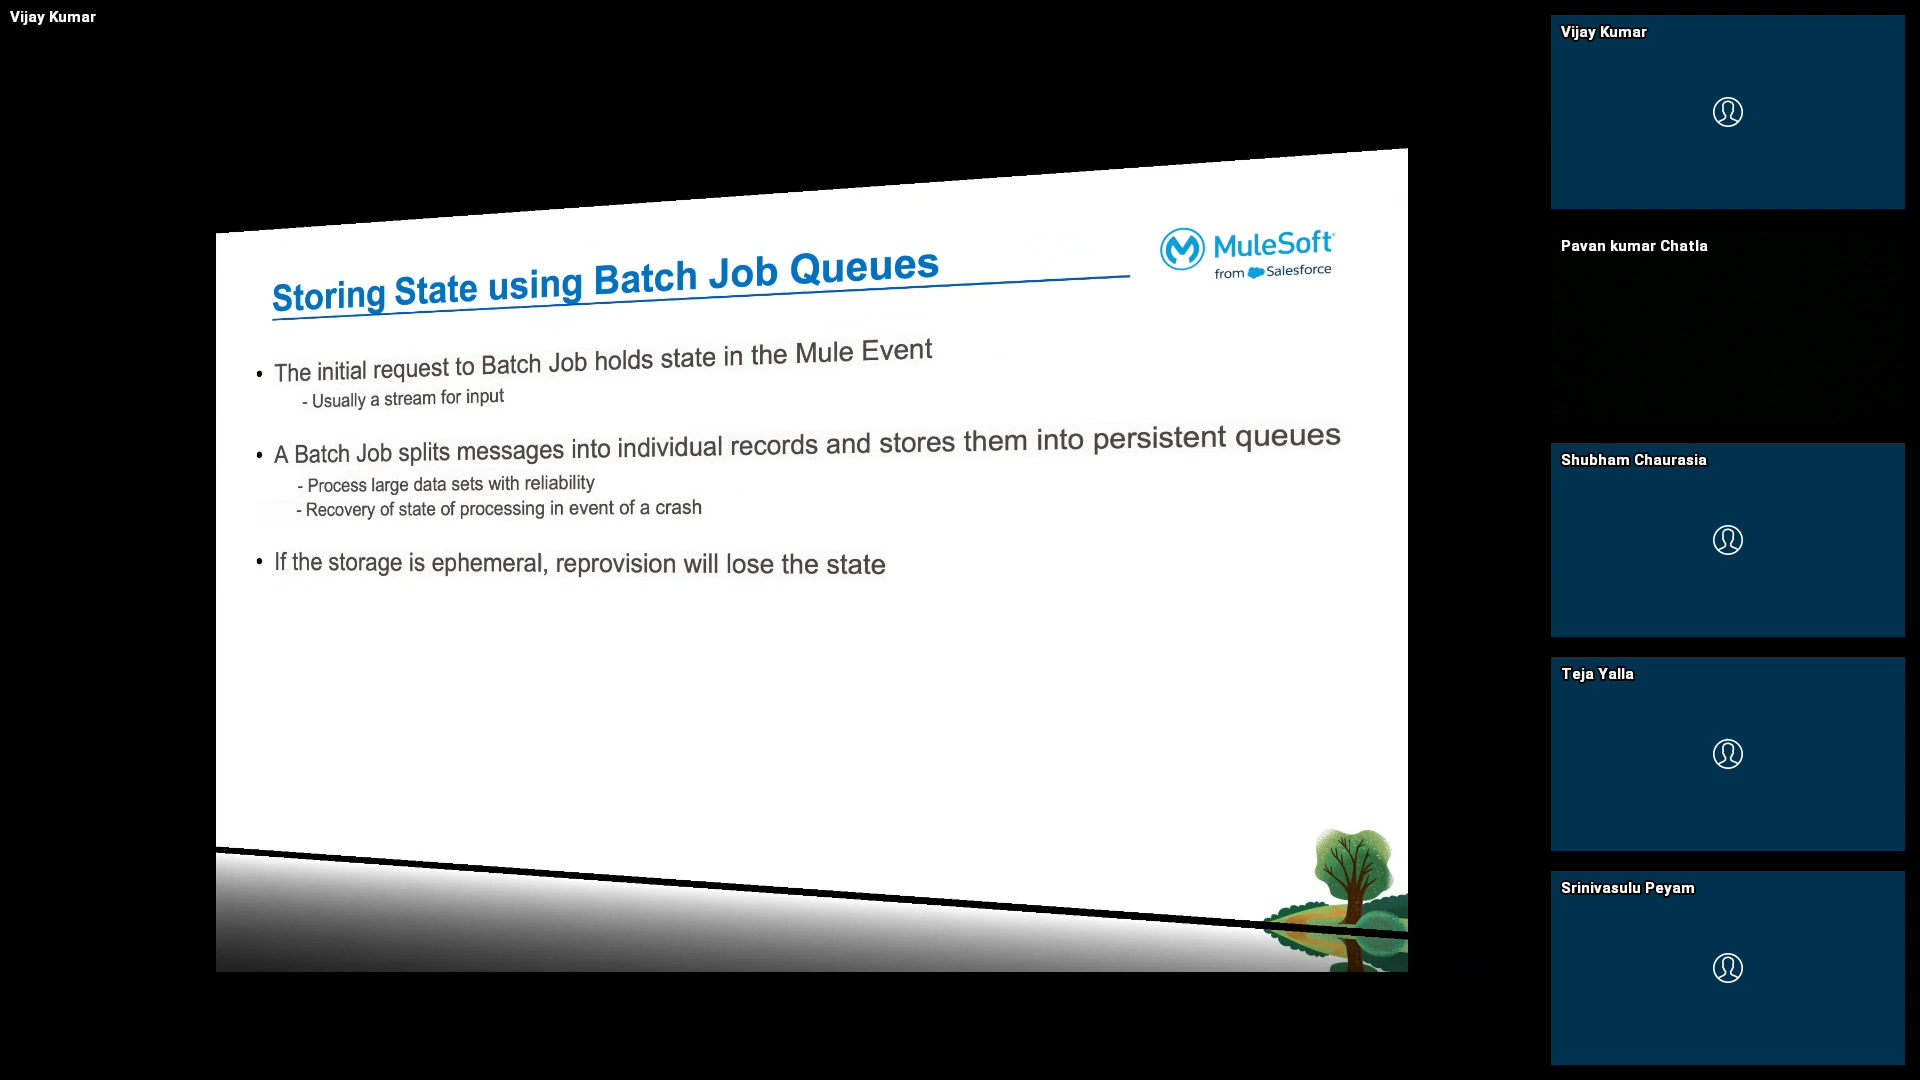 Vijay Kumar
Storing State using Batch Job Queues
MuleSoft
from Salesforce
• The initial request to Batch Job holds state in the Mule Event
- Usually a stream for input
• A Batch Job splits messages into individual records and stores them into persistent queues
- Process large data sets with reliability
- Recovery of state of processing in event of a crash
• If the storage is ephemeral, reprovision will lose the state
Vijay Kumar
Pavan kumar Chatla
Shubham Chaurasia
Teja Yalla
Srinivasulu Peyam